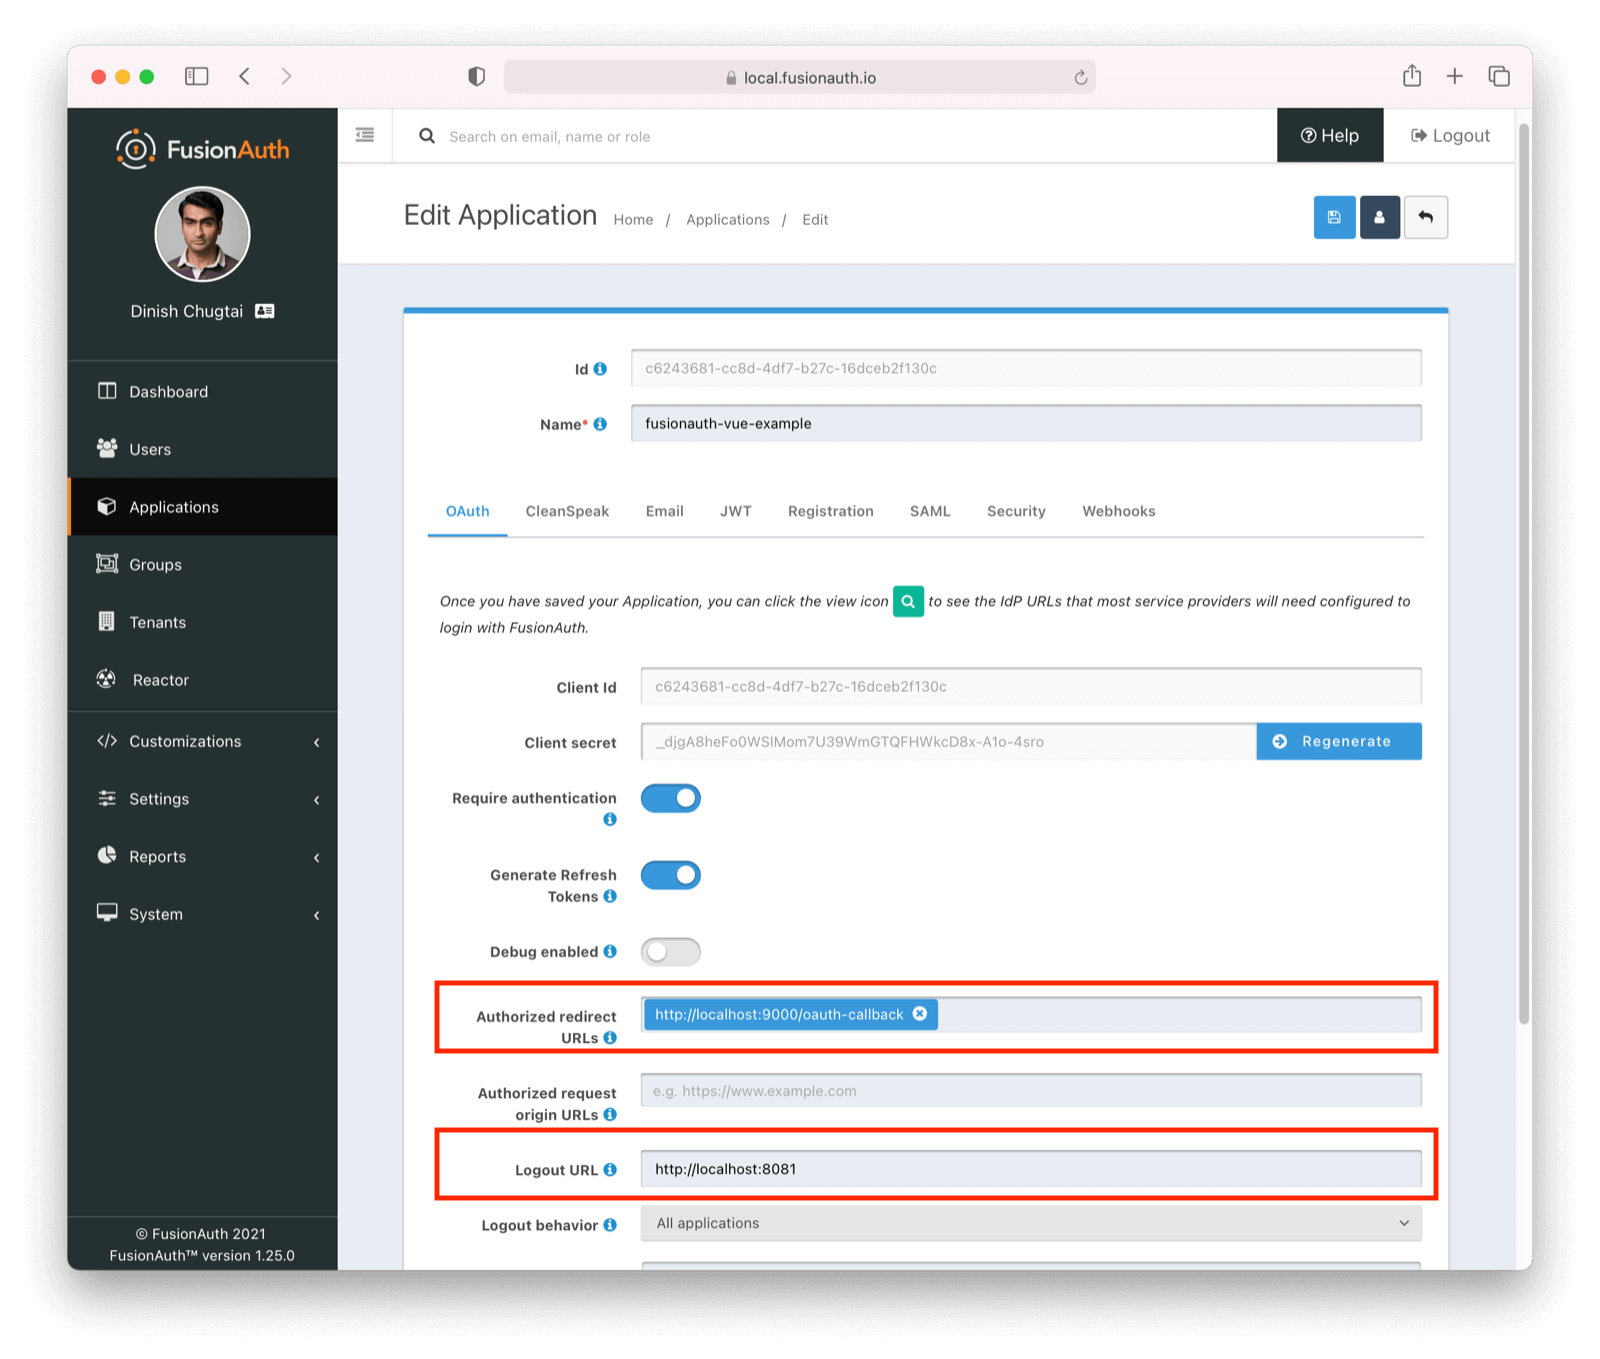 local.fusionauth.io
FusionAuth
Search on email, name or role
Help
Logout
Dinish Chugtai
Edit Application
Home / Applications / Edit
Dashboard
Users
Applications
Groups
Tenants
Reactor
Customizations
Settings
Reports
System
© FusionAuth 2021
FusionAuth™ version 1.25.0
Id
c6243681-cc8d-4df7-b27c-16dceb2f130c
Name*
fusionauth-vue-example
OAuth CleanSpeak Email JWT Registration SAML Security Webhooks
Once you have saved your Application, you can click the view icon to see the IdP URLs that most service providers will need configured to
login with FusionAuth.
Client Id
c6243681-cc8d-4df7-b27c-16dceb2f130c
Client secret
_djgA8heFo0WSIMom7U39WmGTQFHWkcD8x-A1o-4sro
Regenerate
Require authentication
Generate Refresh
Tokens
Debug enabled
Authorized redirect
URLs
http://localhost:9000/oauth-callback
Authorized request
origin URLs
e.g. https://www.example.com
Logout URL
http://localhost:8081
Logout behavior
All applications